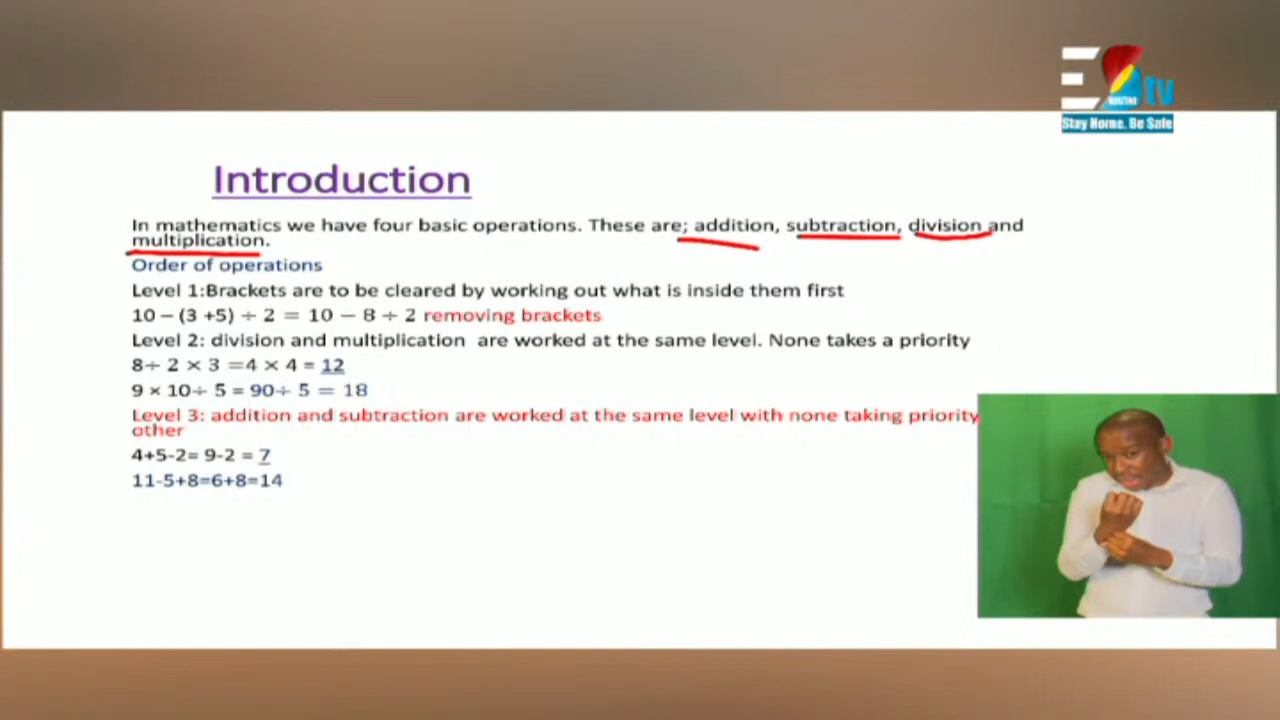 E tv
Stay Home. Be Safe
Introduction
In mathematics we have four basic operations. These are; addition, subtraction, division and
multiplication.
Order of operations
Level 1:Brackets are to be cleared by working out what is inside them first
10 − (3 +5) ÷ 2 = 10 − 8 ÷ 2 removing brackets
Level 2: division and multiplication are worked at the same level. None takes a priority
8÷ 2 × 3 =4 × 4 = 12
9 × 10÷ 5 = 90÷ 5 = 18
Level 3: addition and subtraction are worked at the same level with none taking priority
other
4+5-2= 9-2 = 7
11-5+8=6+8=14